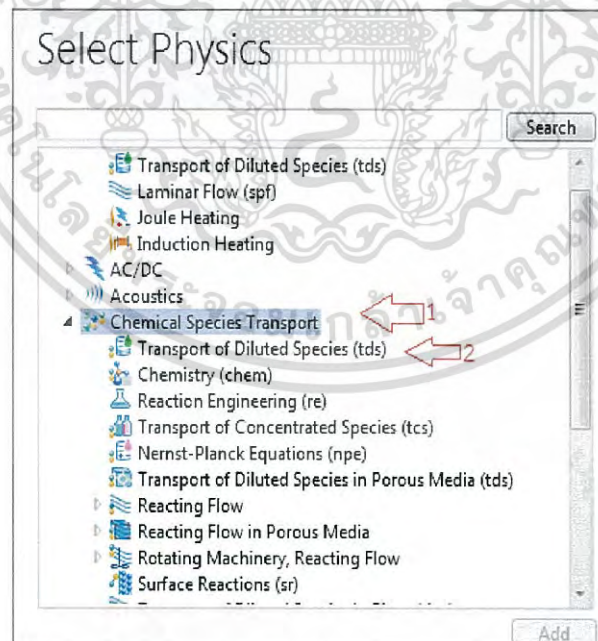 Select Physics
Search
Transport of Diluted Species (tds)
Laminar Flow (spf)
Joule Heating
Induction Heating
AC/DC
Acoustics
Chemical Species Transport
1
Transport of Diluted Species (tds)
2
Chemistry (chem)
Reaction Engineering (re)
Transport of Concentrated Species (tcs)
Nernst-Planck Equations (npe)
Transport of Diluted Species in Porous Media (tds)
Reacting Flow
Reacting Flow in Porous Media
Rotating Machinery, Reacting Flow
Surface Reactions (sr)
Add